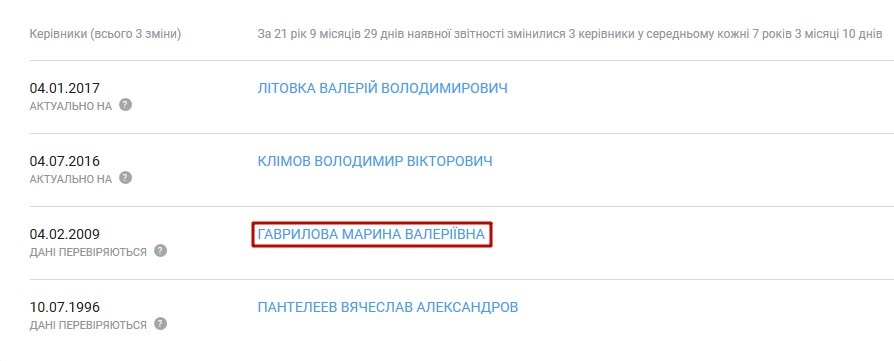 Керівники (всього 3 зміни)
За 21 рік 9 місяців 29 днів наявної звітності змінилися 3 керівники у середньому кожні 7 років 3 місяці 10 днів
04.01.2017
АКТУАЛЬНО НА ?
ЛІТОВКА ВАЛЕРІЙ ВОЛОДИМИРОВИЧ
04.07.2016
АКТУАЛЬНО НА ?
КЛІМОВ ВОЛОДИМИР ВІКТОРОВИЧ
04.02.2009
ДАНІ ПЕРЕВІРЯЮТЬСЯ ?
ГАВРИЛОВА МАРИНА ВАЛЕРІЇВНА
10.07.1996
ДАНІ ПЕРЕВІРЯЮТЬСЯ ?
ПАНТЕЛЕЕВ ВЯЧЕСЛАВ АЛЕКСАНДРОВ